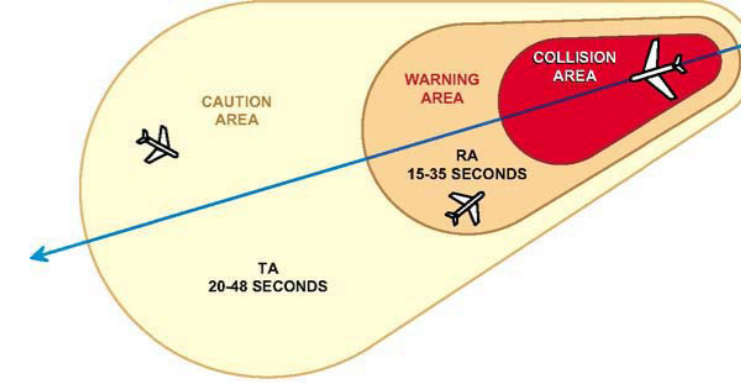 COLLISION
AREA
WARNING
AREA
CAUTION
AREA
RA
15-35 SECONDS
TA
20-48 SECONDS